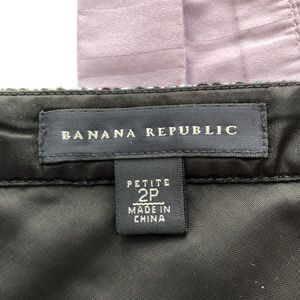 BANANA REPUBLIC
PETITE
2P
MADE IN
CHINA